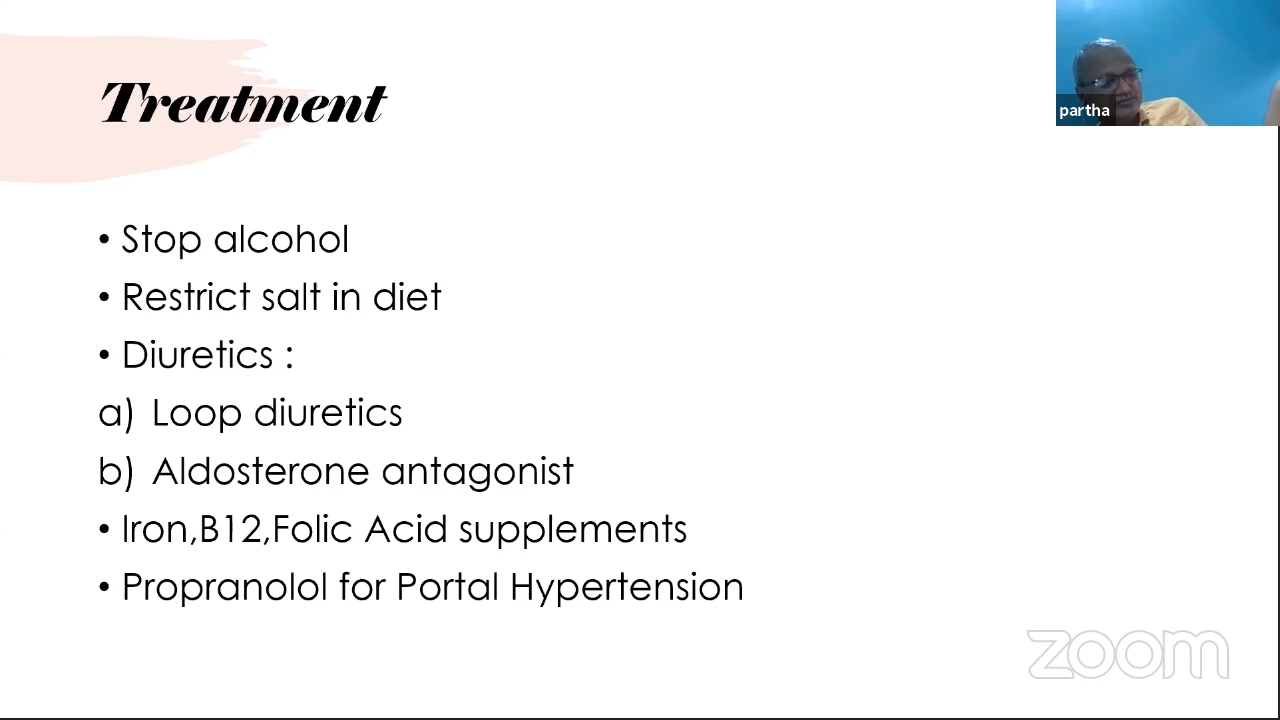 Treatment
partha
• Stop alcohol
• Restrict salt in diet
• Diuretics :
a) Loop diuretics
b) Aldosterone antagonist
• Iron,B12,Folic Acid supplements
• Propranolol for Portal Hypertension
zoom